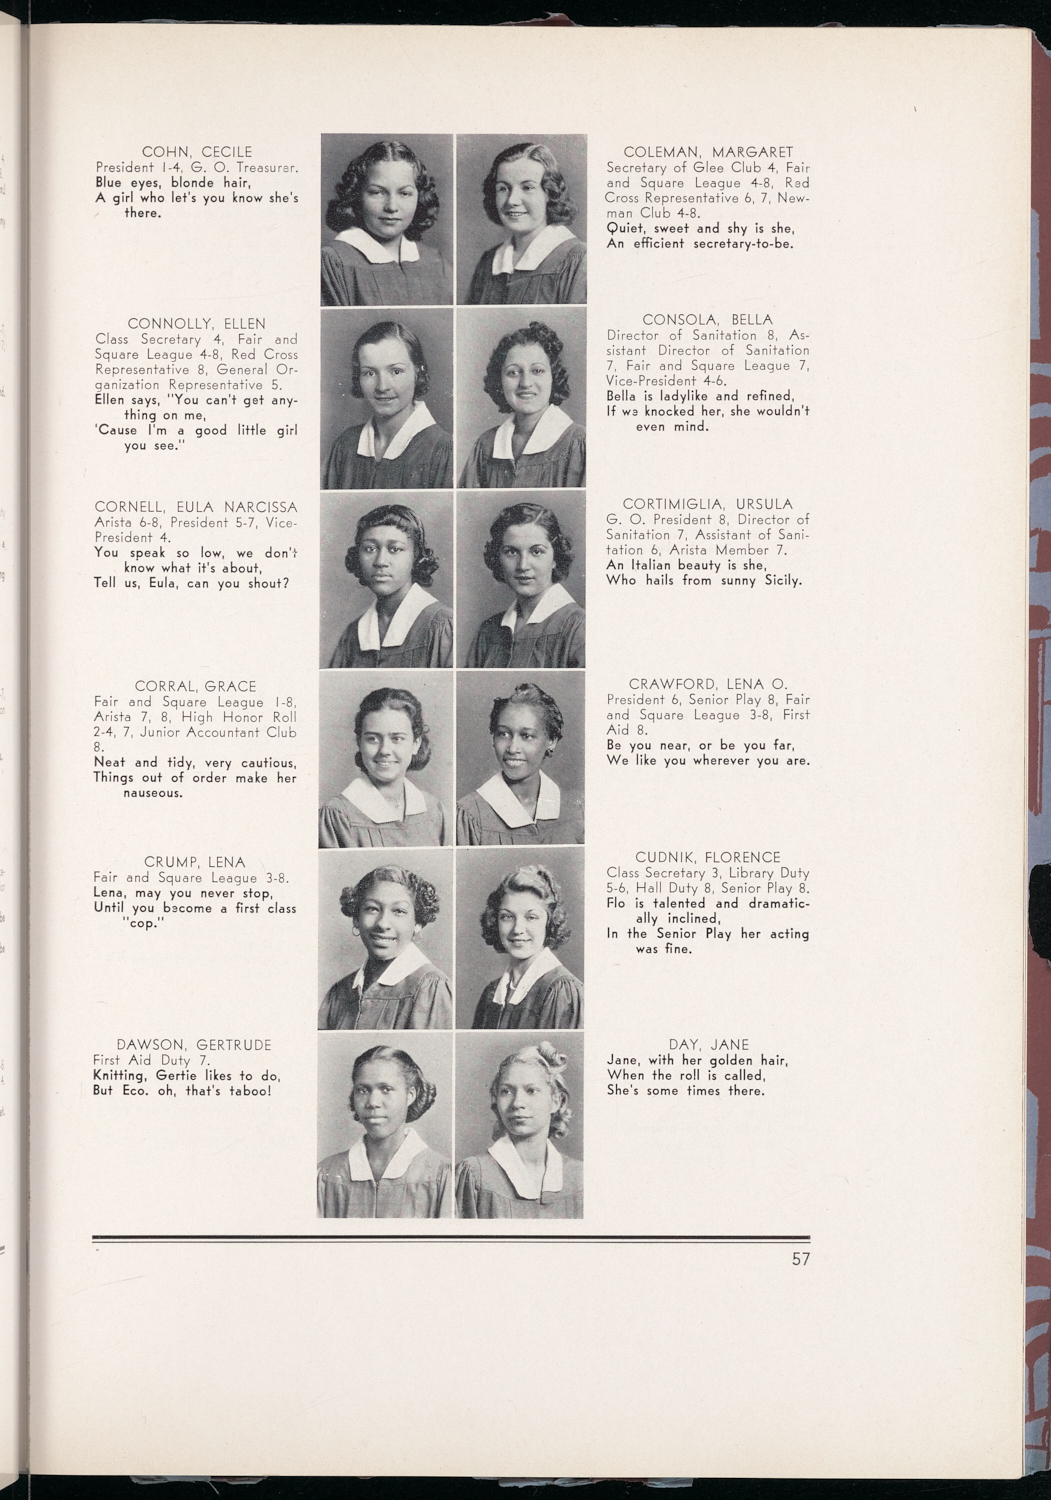 COHN, CECILE
President 1-4, G. O. Treasurer.
Blue eyes, blonde hair,
A girl who let's you know she's
there.
COLEMAN, MARGARET
Secretary of Glee Club 4, Fair
and Square League 4-8, Red
Cross Representative 6, 7, New-
man Club 4-8.
Quiet, sweet and shy is she,
An efficient secretary-to-be.
CONNOLLY, ELLEN
Class Secretary 4, Fair and
Square League 4-8, Red Cross
Representative 8, General Or-
ganization Representative 5.
Ellen says, "You can't get any-
thing on me,
'Cause I'm a good little girl
you see."
CONSOLA, BELLA
Director of Sanitation 8, As-
sistant Director of Sanitation
7, Fair and Square League 7,
Vice-President 4-6.
Bella is ladylike and refined,
If we knocked her, she wouldn't
even mind.
CORNELL, EULA NARCISSA
Arista 6-8, President 5-7, Vice-
President 4.
You speak so low, we don't
know what it's about,
Tell us, Eula, can you shout?
CORTIMIGLIA, URSULA
G. O. President 8, Director of
Sanitation 7, Assistant of Sani-
tation 6, Arista Member 7.
An Italian beauty is she,
Who hails from sunny Sicily.
CORRAL, GRACE
Fair and Square League 1-8,
Arista 7, 8, High Honor Roll
2-4, 7, Junior Accountant Club
8.
Neat and tidy, very cautious,
Things out of order make her
nauseous.
CRAWFORD, LENA O.
President 6, Senior Play 8, Fair
and Square League 3-8, First
Aid 8.
Be you near, or be you far,
We like you wherever you are.
CRUMP, LENA
Fair and Square League 3-8.
Lena, may you never stop,
Until you become a first class
"cop."
CUDNIK, FLORENCE
Class Secretary 3, Library Duty
5-6, Hall Duty 8, Senior Play 8.
Flo is talented and dramatic-
ally inclined,
In the Senior Play her acting
was fine.
DAWSON, GERTRUDE
First Aid Duty 7.
Knitting, Gertie likes to do,
But Eco. oh, that's taboo!
DAY, JANE
Jane, with her golden hair,
When the roll is called,
She's some times there.
57